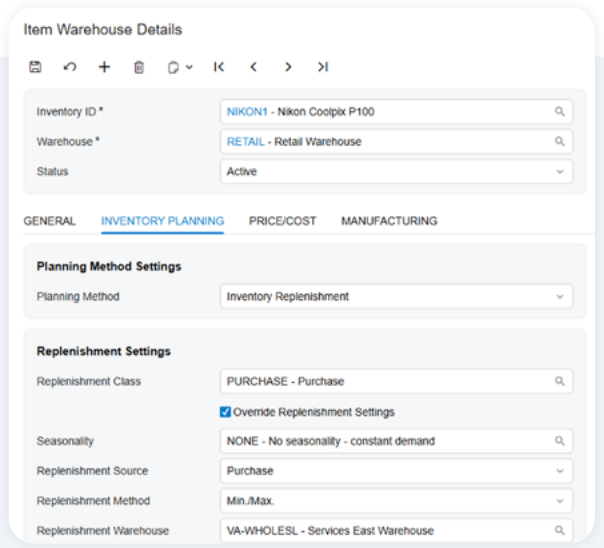 Item Warehouse Details
Inventory ID * NIKON1 - Nikon Coolpix P100
Warehouse * RETAIL - Retail Warehouse
Status Active
GENERAL INVENTORY PLANNING PRICE/COST MANUFACTURING
Planning Method Settings
Planning Method Inventory Replenishment
Replenishment Settings
Replenishment Class PURCHASE - Purchase
Override Replenishment Settings
Seasonality NONE - No seasonality - constant demand
Replenishment Source Purchase
Replenishment Method Min./Max.
Replenishment Warehouse VA-WHOLESL - Services East Warehouse